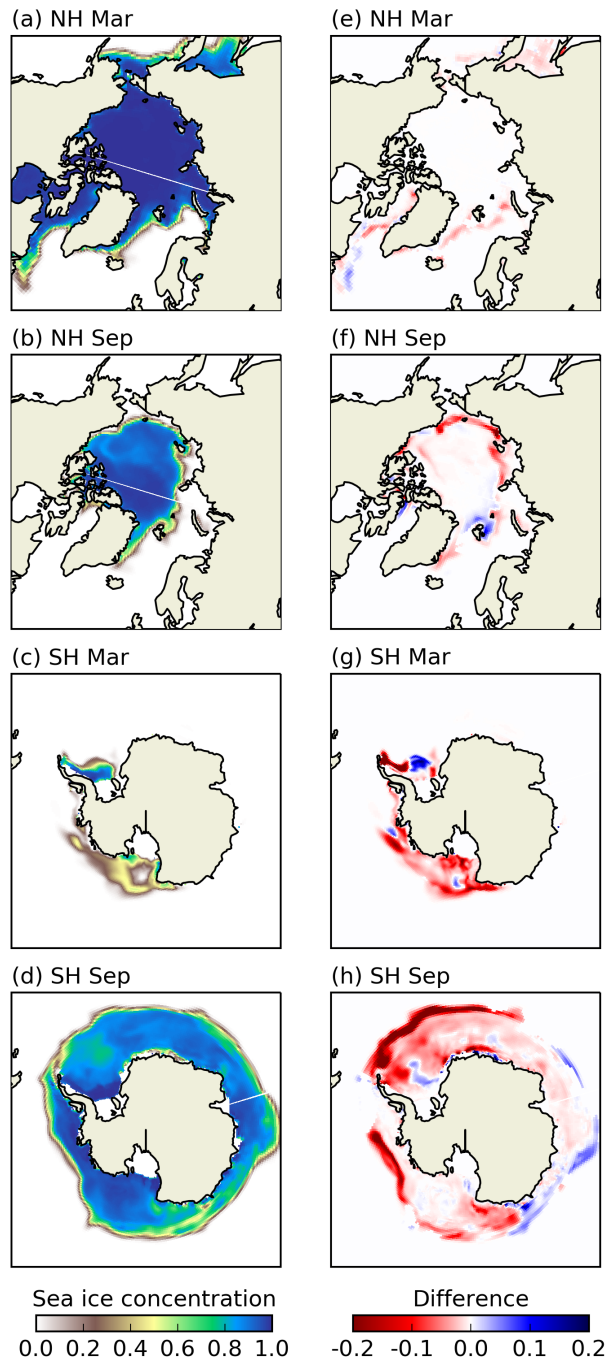 (a) NH Mar
(e) NH Mar
(b) NH Sep
(f) NH Sep
(c) SH Mar
(g) SH Mar
(d) SH Sep
(h) SH Sep
Sea ice concentration
0.0 0.2 0.4 0.6 0.8 1.0
Difference
-0.2 -0.1 0.0 0.1 0.2